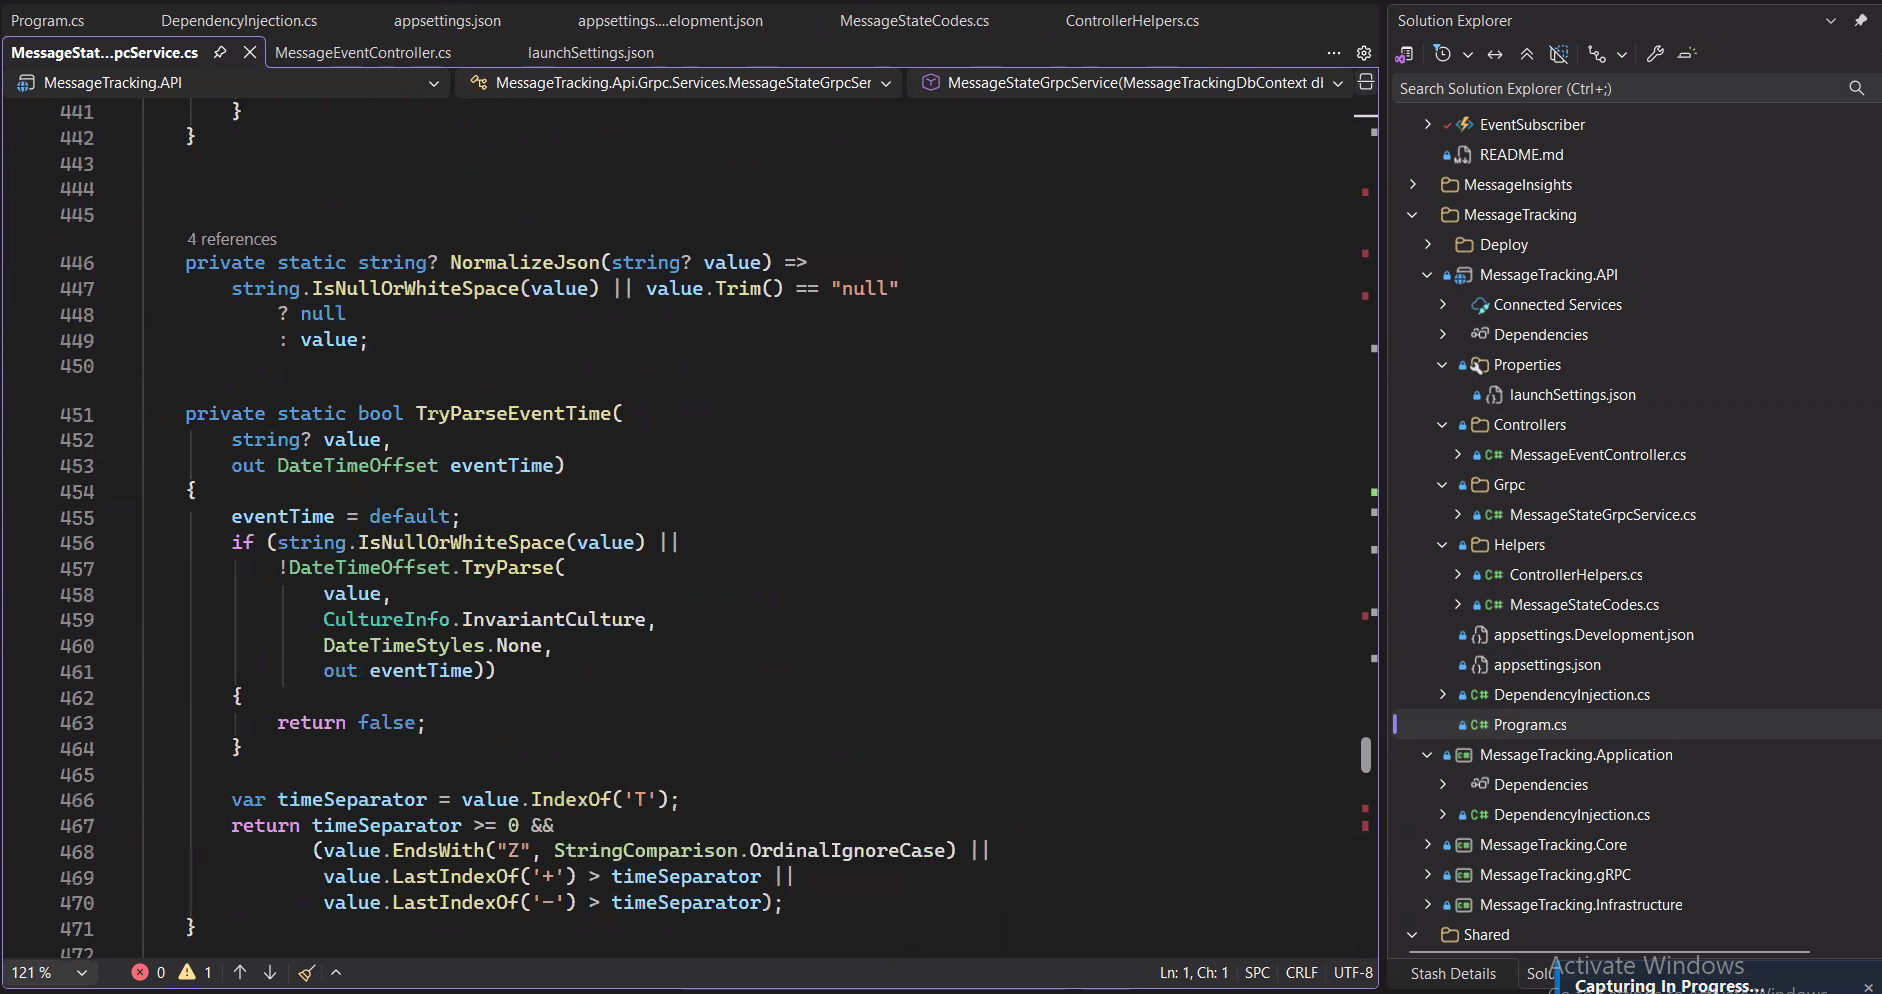 Program.cs DependencyInjection.cs appsettings.json appsettings....elopment.json MessageStateCodes.cs ControllerHelpers.cs
MessageStat...pcService.cs MessageEventController.cs launchSettings.json
MessageTracking.API MessageTracking.Api.Grpc.Services.MessageStateGrpcSer MessageStateGrpcService(MessageTrackingDbContext db
441 }
442 }
443
444
445
4 references
446 private static string? NormalizeJson(string? value) =>
447 string.IsNullOrWhiteSpace(value) || value.Trim() == "null"
448 ? null
449 : value;
450
451 private static bool TryParseEventTime(
452 string? value,
453 out DateTimeOffset eventTime)
454 {
455 eventTime = default;
456 if (string.IsNullOrWhiteSpace(value) ||
457 !DateTimeOffset.TryParse(
458 value,
459 CultureInfo.InvariantCulture,
460 DateTimeStyles.None,
461 out eventTime))
462 {
463 return false;
464 }
465
466 var timeSeparator = value.IndexOf('T');
467 return timeSeparator >= 0 &&
468 (value.EndsWith("Z", StringComparison.OrdinalIgnoreCase) ||
469 value.LastIndexOf('+') > timeSeparator ||
470 value.LastIndexOf('-') > timeSeparator);
471 }
472
121 % 0 1 Ln: 1, Ch: 1 SPC CRLF UTF-8
Solution Explorer
Search Solution Explorer (Ctrl+;)
EventSubscriber
README.md
MessageInsights
MessageTracking
Deploy
MessageTracking.API
Connected Services
Dependencies
Properties
launchSettings.json
Controllers
C# MessageEventController.cs
Grpc
C# MessageStateGrpcService.cs
Helpers
C# ControllerHelpers.cs
C# MessageStateCodes.cs
appsettings.Development.json
appsettings.json
C# DependencyInjection.cs
C# Program.cs
MessageTracking.Application
Dependencies
C# DependencyInjection.cs
MessageTracking.Core
MessageTracking.gRPC
MessageTracking.Infrastructure
Shared
Stash Details Solu
Activate Windows
Capturing In Progress...